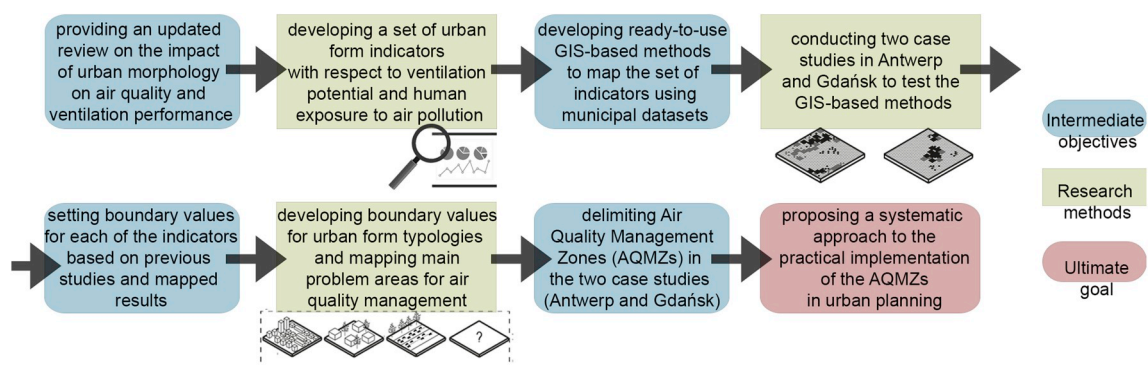 providing an updated
review on the impact
of urban morphology
on air quality and
ventilation performance
developing a set of urban
form indicators
with respect to ventilation
potential and human
exposure to air pollution
developing ready-to-use
GIS-based methods
to map the set of
indicators using
municipal datasets
conducting two case
studies in Antwerp
and Gdańsk to test the
GIS-based methods
Intermediate
objectives
Research
methods
Ultimate
goal
setting boundary values
for each of the indicators
based on previous
studies and mapped
results
developing boundary values
for urban form typologies
and mapping main
problem areas for air
quality management
?
delimiting Air
Quality Management
Zones (AQMZs) in
the two case studies
(Antwerp and Gdańsk)
proposing a systematic
approach to the
practical implementation
of the AQMZs
in urban planning